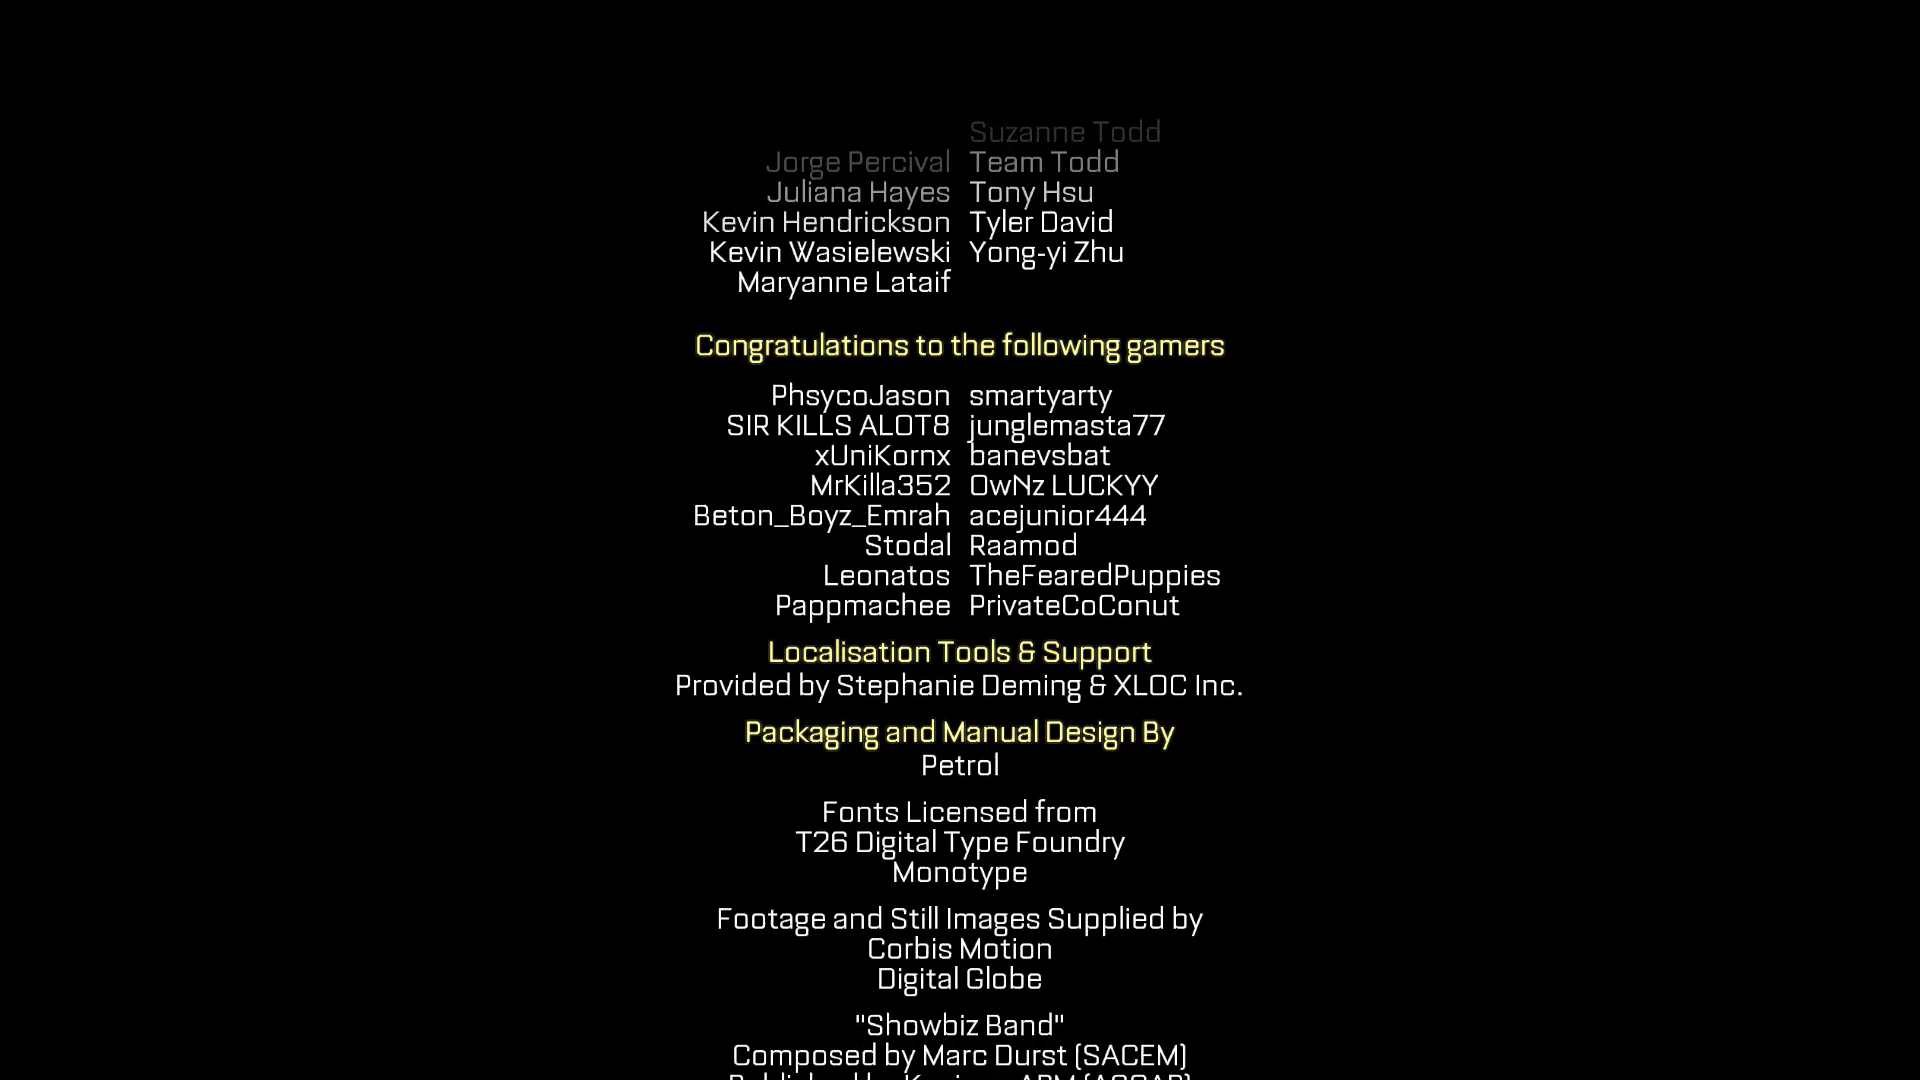 Suzanne Todd
Jorge Percival Team Todd
Juliana Hayes Tony Hsu
Kevin Hendrickson Tyler David
Kevin Wasielewski Yong-yi Zhu
Maryanne Lataif
Congratulations to the following gamers
PhsycoJason smartyarty
SIR KILLS ALOT8 junglemasta77
xUniKornx banevsbat
MrKilla352 OwNz LUCKYY
Beton_Boyz_Emrah acejunior444
Stodal Raamod
Leonatos TheFearedPuppies
Pappmachee PrivateCoConut
Localisation Tools & Support
Provided by Stephanie Deming & XLOC Inc.
Packaging and Manual Design By
Petrol
Fonts Licensed from
T26 Digital Type Foundry
Monotype
Footage and Still Images Supplied by
Corbis Motion
Digital Globe
"Showbiz Band"
Composed by Marc Durst (SACEM)